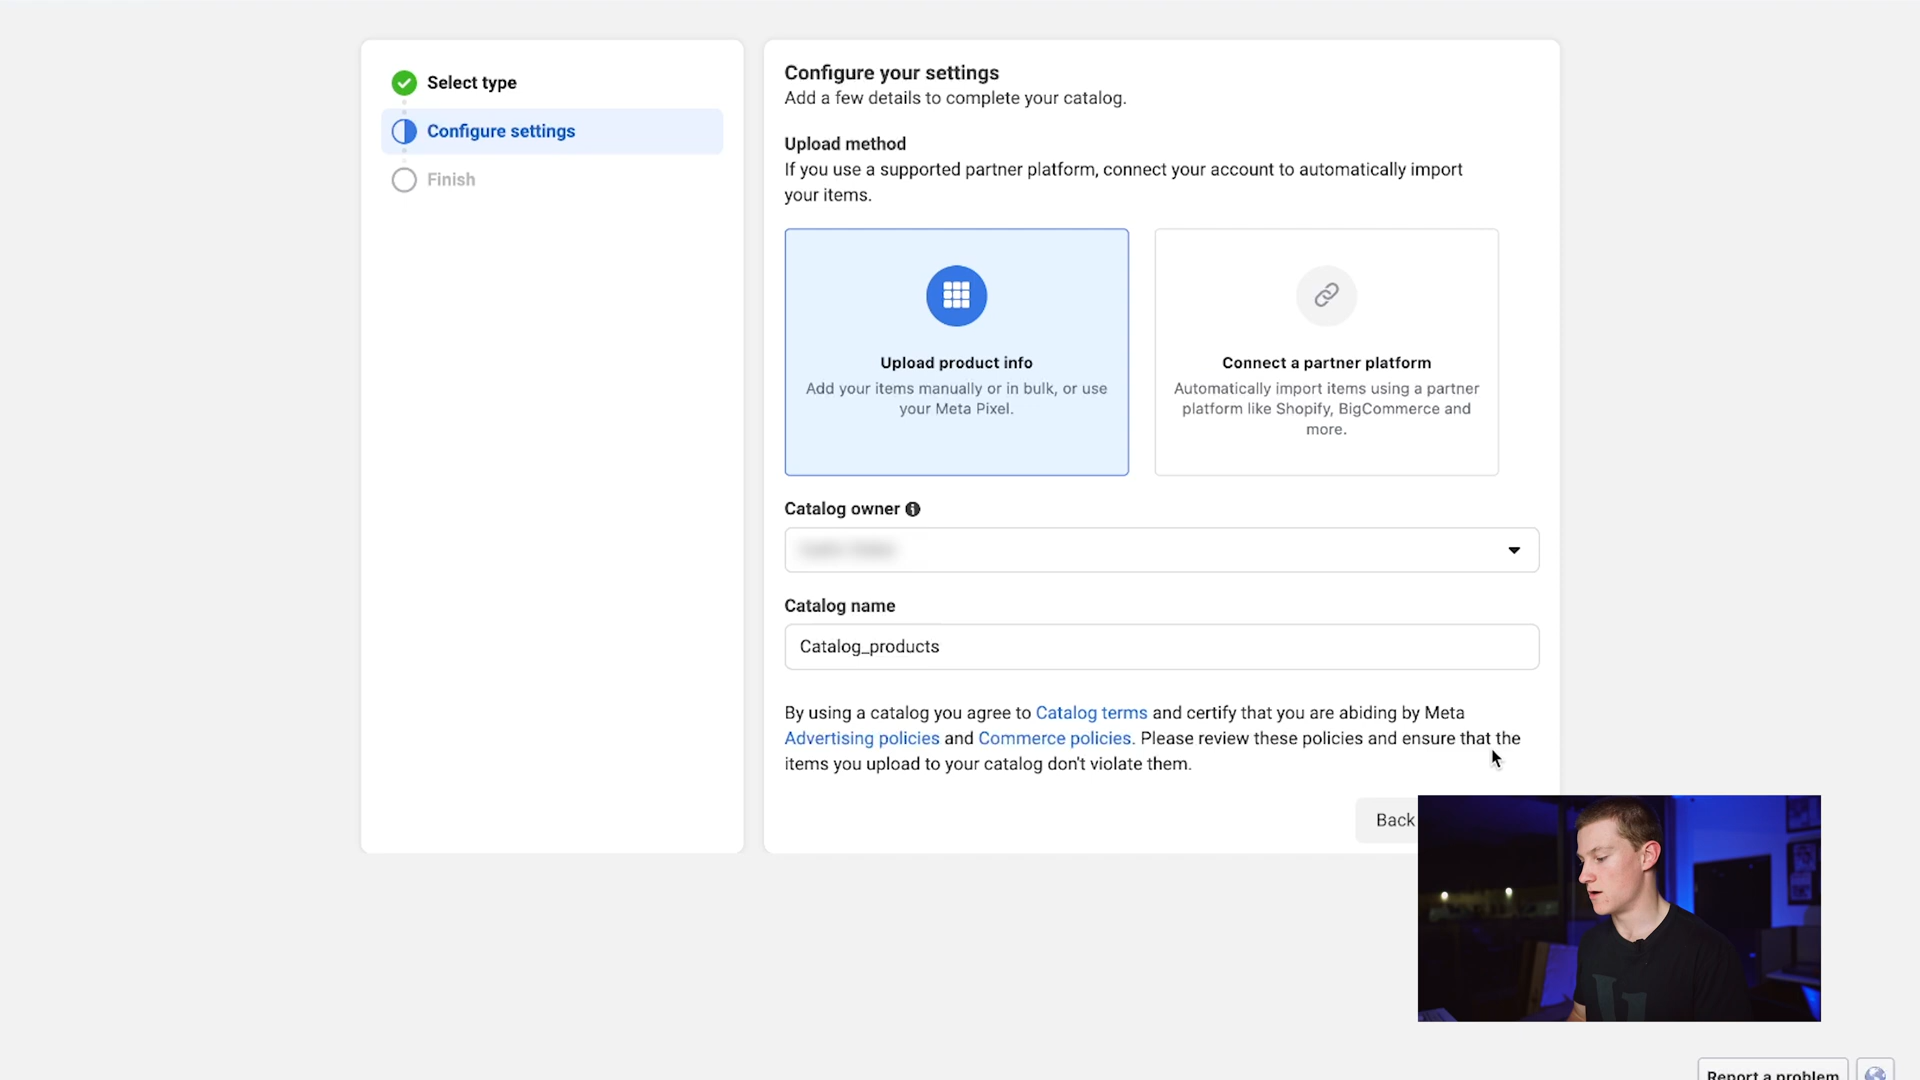 Select type
Configure settings
Finish
Configure your settings
Add a few details to complete your catalog.
Upload method
If you use a supported partner platform, connect your account to automatically import
your items.
Upload product info
Add your items manually or in bulk, or use
your Meta Pixel.
Connect a partner platform
Automatically import items using a partner
platform like Shopify, BigCommerce and
more.
Catalog owner
Catalog name
Catalog_products
By using a catalog you agree to Catalog terms and certify that you are abiding by Meta
Advertising policies and Commerce policies. Please review these policies and ensure that the
items you upload to your catalog don't violate them.
Back
Report a problem